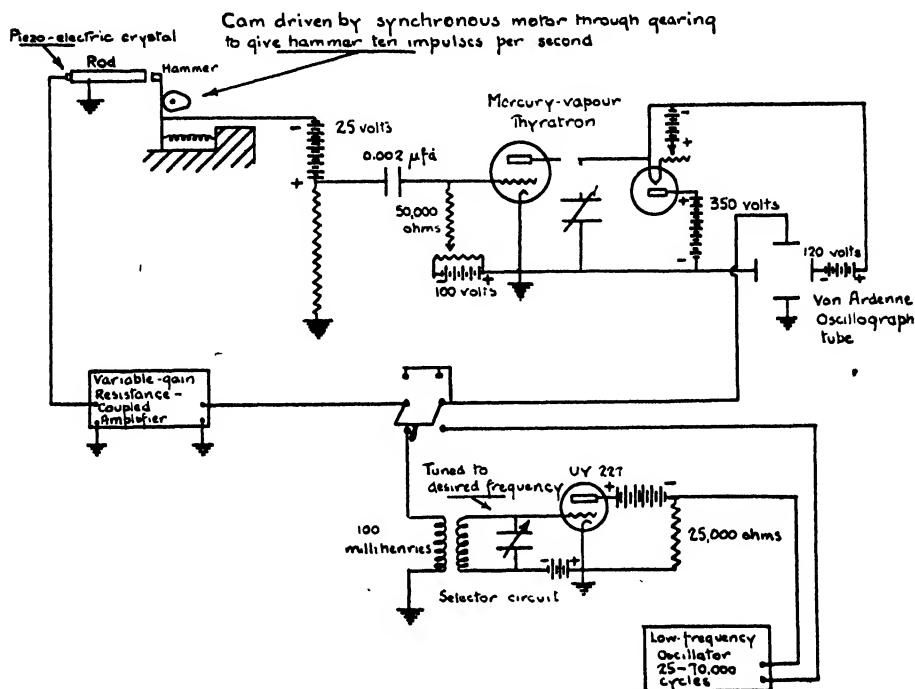 Cam driven by synchronous motor through gearing
to give hammer ten impulses per second
Piezo-electric crystal
Rod
Hammer
Mercury-vapour
Thyratron
-
25 volts
+
0.002 µfd
50,000
ohms
-
+
100 volts
-
+
+
350 volts
-
120 volts
- +
Von Ardenne
Oscillograph
tube
Variable-gain
Resistance-
Coupled
Amplifier
Tuned to
desired frequency
UY 227
+
-
100
millihenries
25,000 ohms
- +
Selector circuit
Low-frequency
Oscillator
25-70,000
cycles